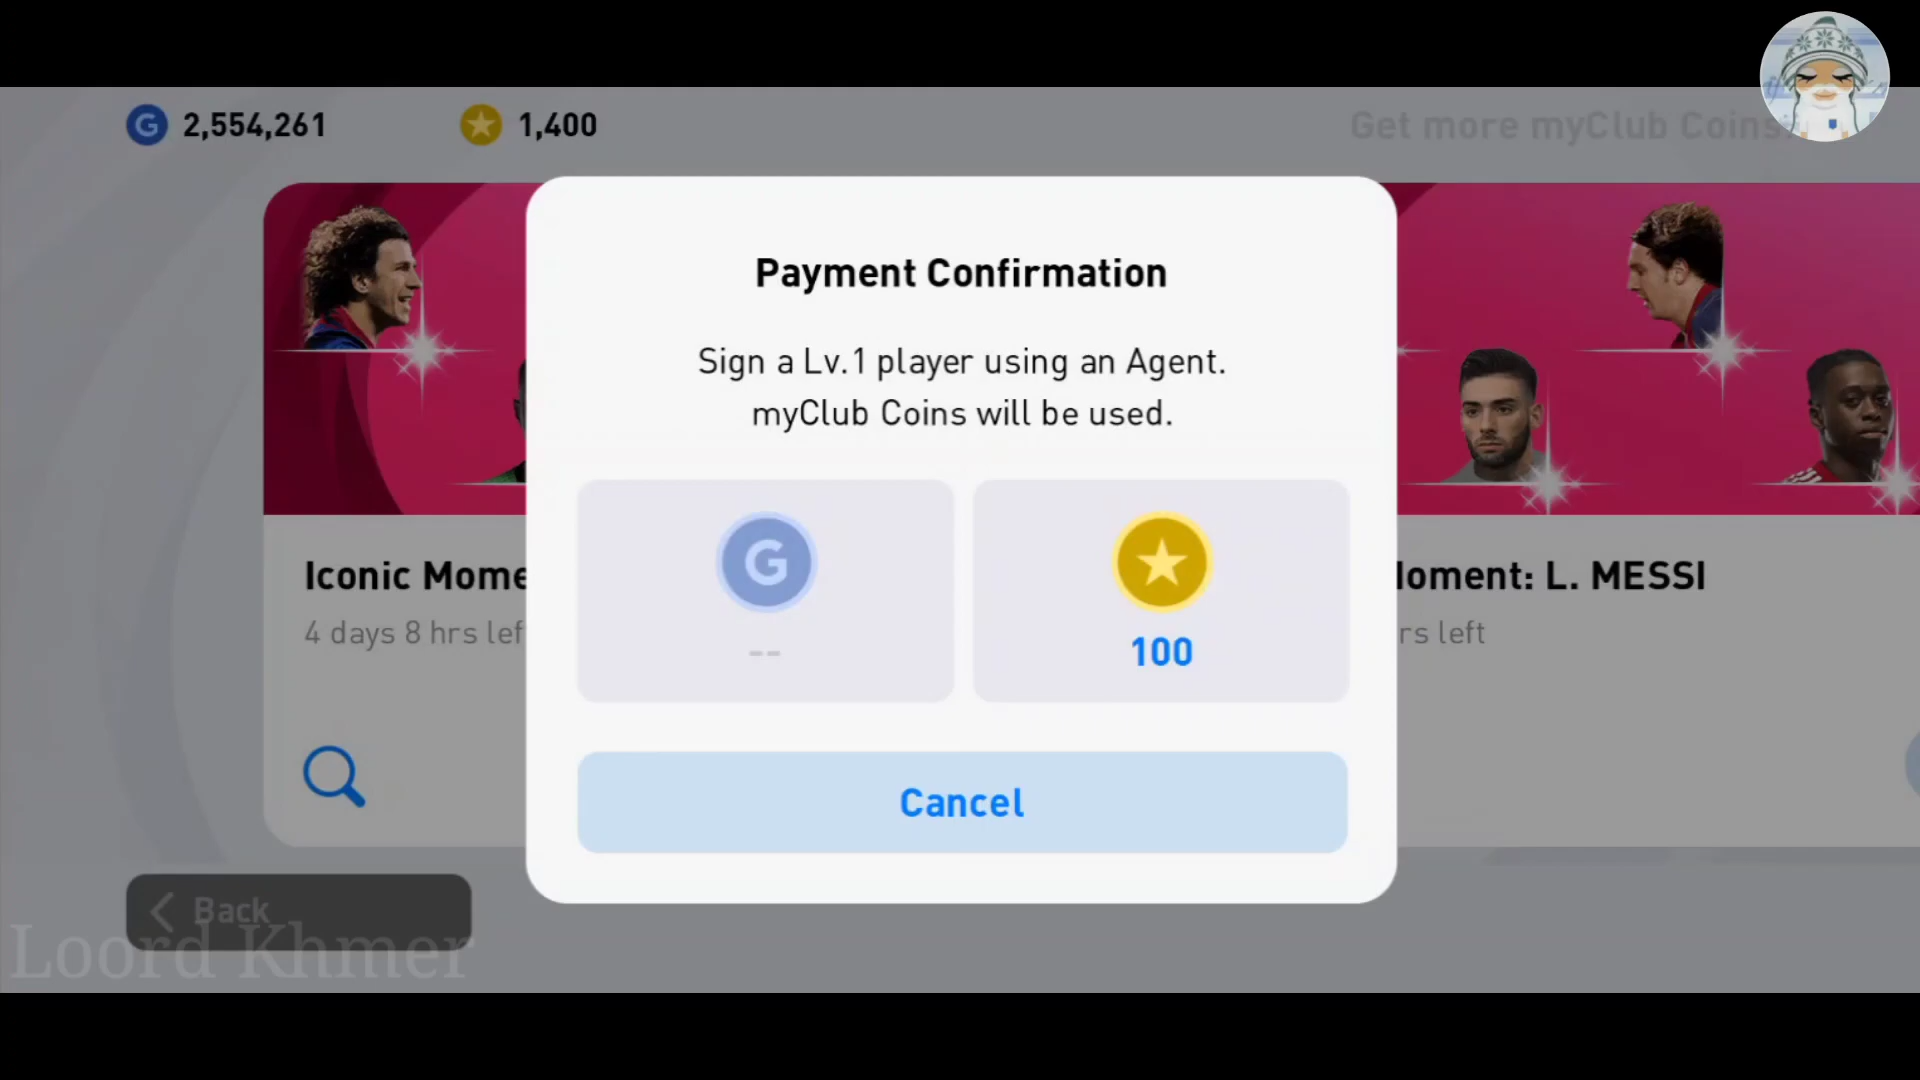 G 2,554,261
1,400
Get more myClub Coins
Payment Confirmation
Sign a Lv.1 player using an Agent.
myClub Coins will be used.
G
--
100
Iconic Mome
4 days 8 hrs lef
oment: L. MESSI
rs left
Cancel
Back
Loord Khmer